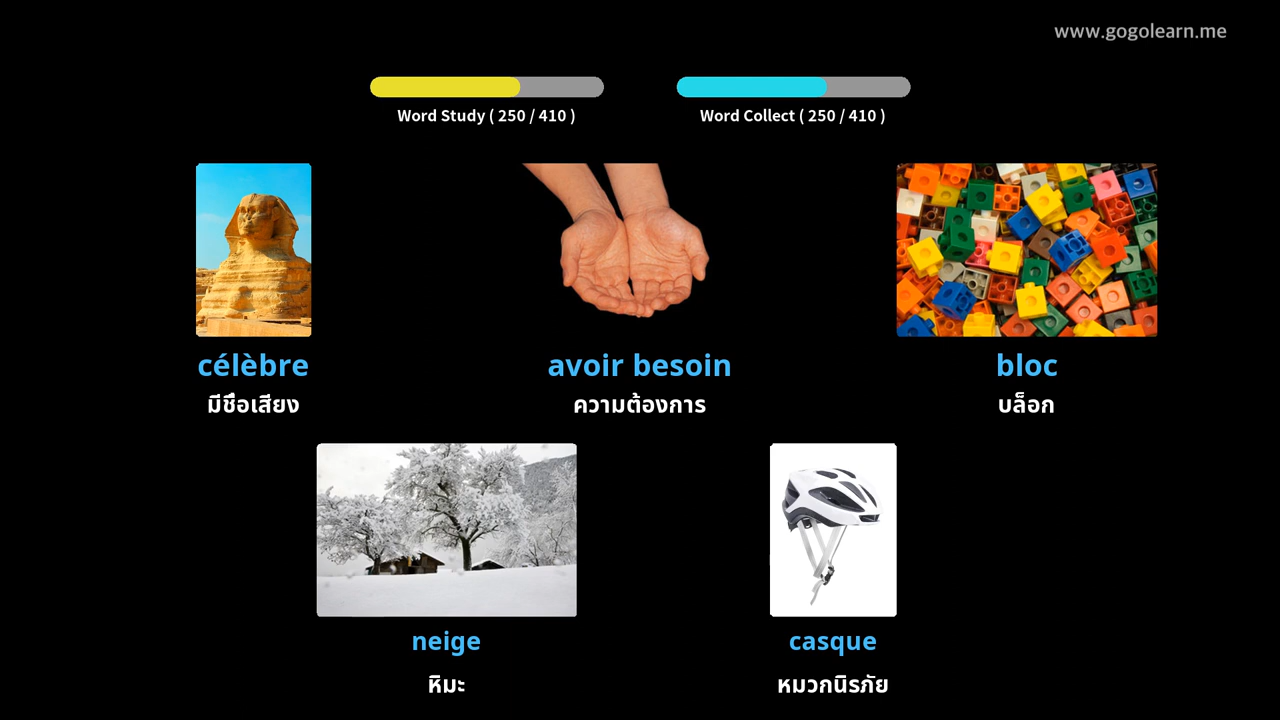 www.gogolearn.me
Word Study ( 250 / 410 )
Word Collect ( 250 / 410 )
célèbre
มีชื่อเสียง
avoir besoin
ความต้องการ
bloc
บล็อก
neige
หิมะ
casque
หมวกนิรภัย